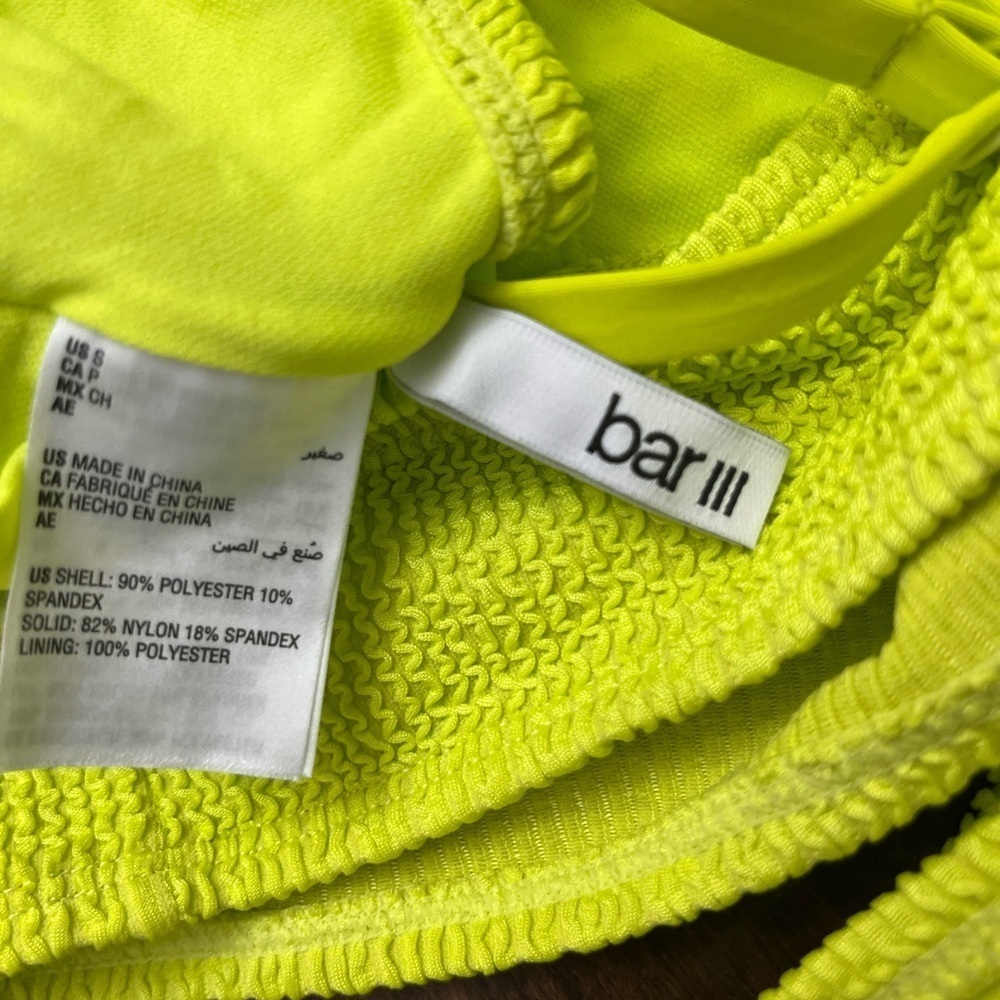 US S
CA P
MX CH
AE
صغير
US MADE IN CHINA
CA FABRIQUÉ EN CHINE
MX HECHO EN CHINA
AE
صُنع في الصين
US SHELL: 90% POLYESTER 10%
SPANDEX
SOLID: 82% NYLON 18% SPANDEX
LINING: 100% POLYESTER
bar III